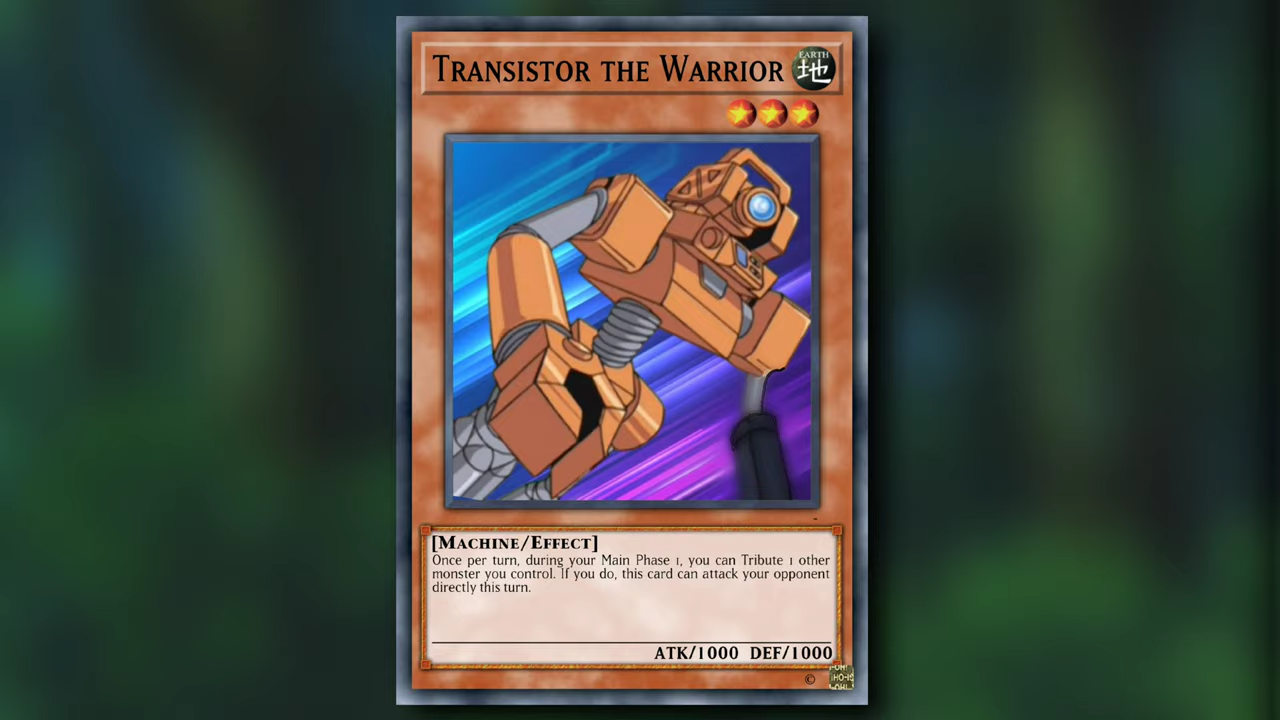 TRANSISTOR THE WARRIOR
EARTH
地
[MACHINE/EFFECT]
Once per turn, during your Main Phase 1, you can Tribute 1 other
monster you control. If you do, this card can attack your opponent
directly this turn.
ATK/1000 DEF/1000
©